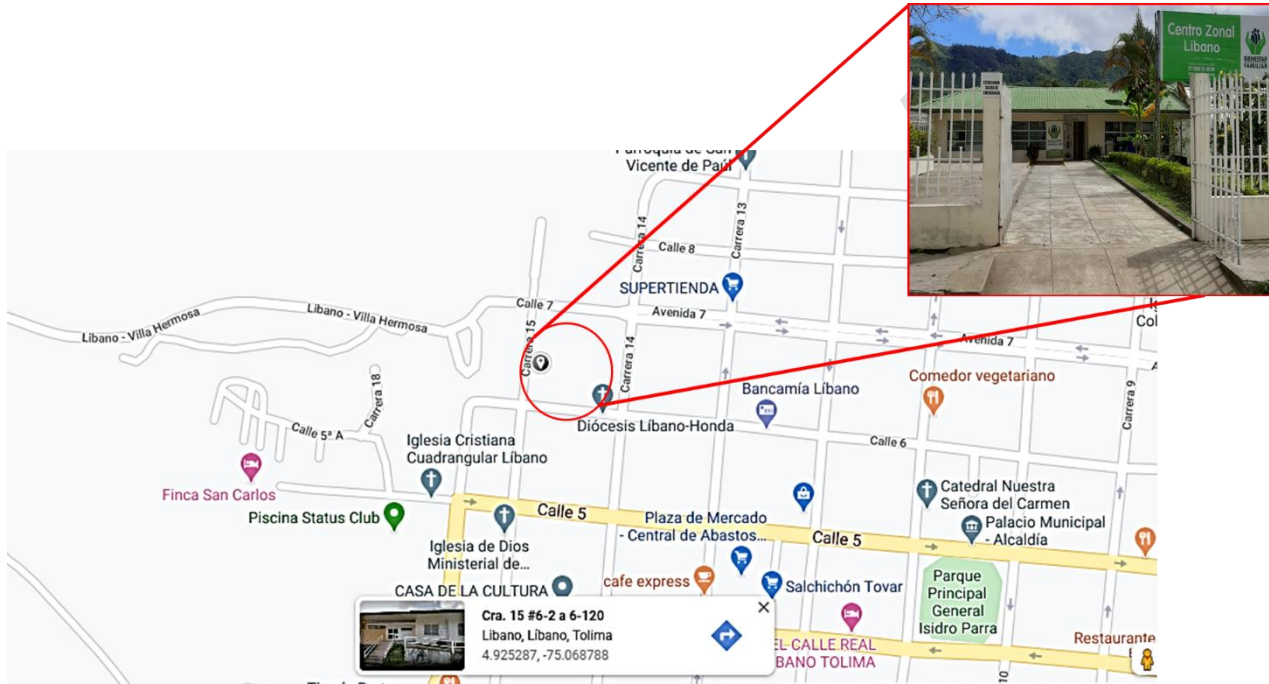 Centro Zonal
Libano
BIENESTAR
FAMILIAR
Parroquia de San
Vicente de Paúl
Carrera 14
Carrera 13
Calle 8
SUPERTIENDA
Calle 7
Avenida 7
Libano - Villa Hermosa
Libano - Villa Hermosa
Avenida 7
Col
Carrera 15
Carrera 14
Carrera 18
Comedor vegetariano
Bancamía Líbano
Carrera 9
Diócesis Líbano-Honda
Calle 5ª A
Iglesia Cristiana
Cuadrangular Líbano
Calle 6
Finca San Carlos
Piscina Status Club
Calle 5
Catedral Nuestra
Señora del Carmen
Plaza de Mercado
- Central de Abastos...
Palacio Municipal
- Alcaldía
Calle 5
Iglesia de Dios
Ministerial de...
CASA DE LA CULTURA
cafe express
Salchichón Tovar
Parque
Principal
General
Isidro Parra
Cra. 15 #6-2 a 6-120
Libano, Líbano, Tolima
4.925287, -75.068788
EL CALLE REAL
BANO TOLIMA
Restaurante
10